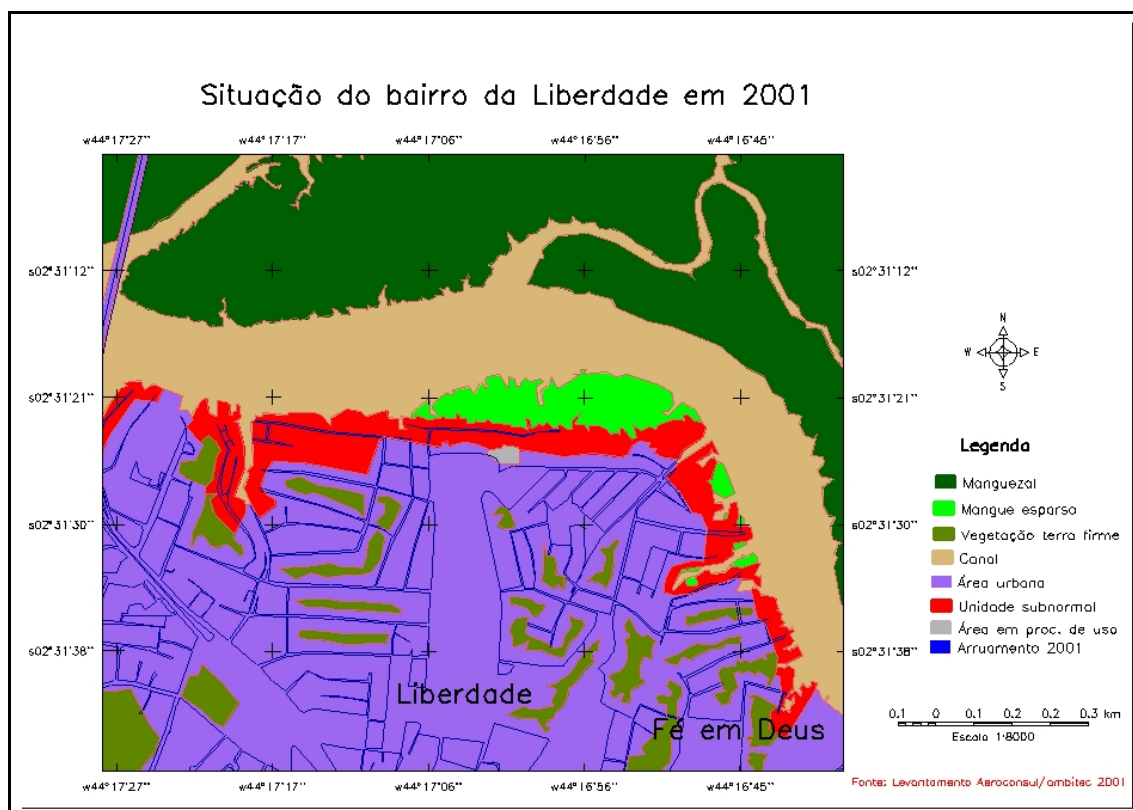 Situação do bairro da Liberdade em 2001
w44°17'27'' w44°17'17'' w44°17'06'' w44°16'56'' w44°16'45''
s02°31'12'' s02°31'12''
N
W E
S
s02°31'21'' s02°31'21''
Legenda
Manguezal
Mangue esparso
s02°31'30'' s02°31'30''
Vegetação terra firme
Canal
Área urbana
Unidade subnormal
Área em proc. de uso
s02°31'38'' s02°31'38''
Arruamento 2001
Liberdade
Fé em Deus
0.1 0 0.1 0.2 0.2 0.3 km
Escala 1:8000
w44°17'27'' w44°17'17'' w44°17'06'' w44°16'56'' w44°16'45''
Fonte: Levantamento Aeroconsul/ambitec 2001